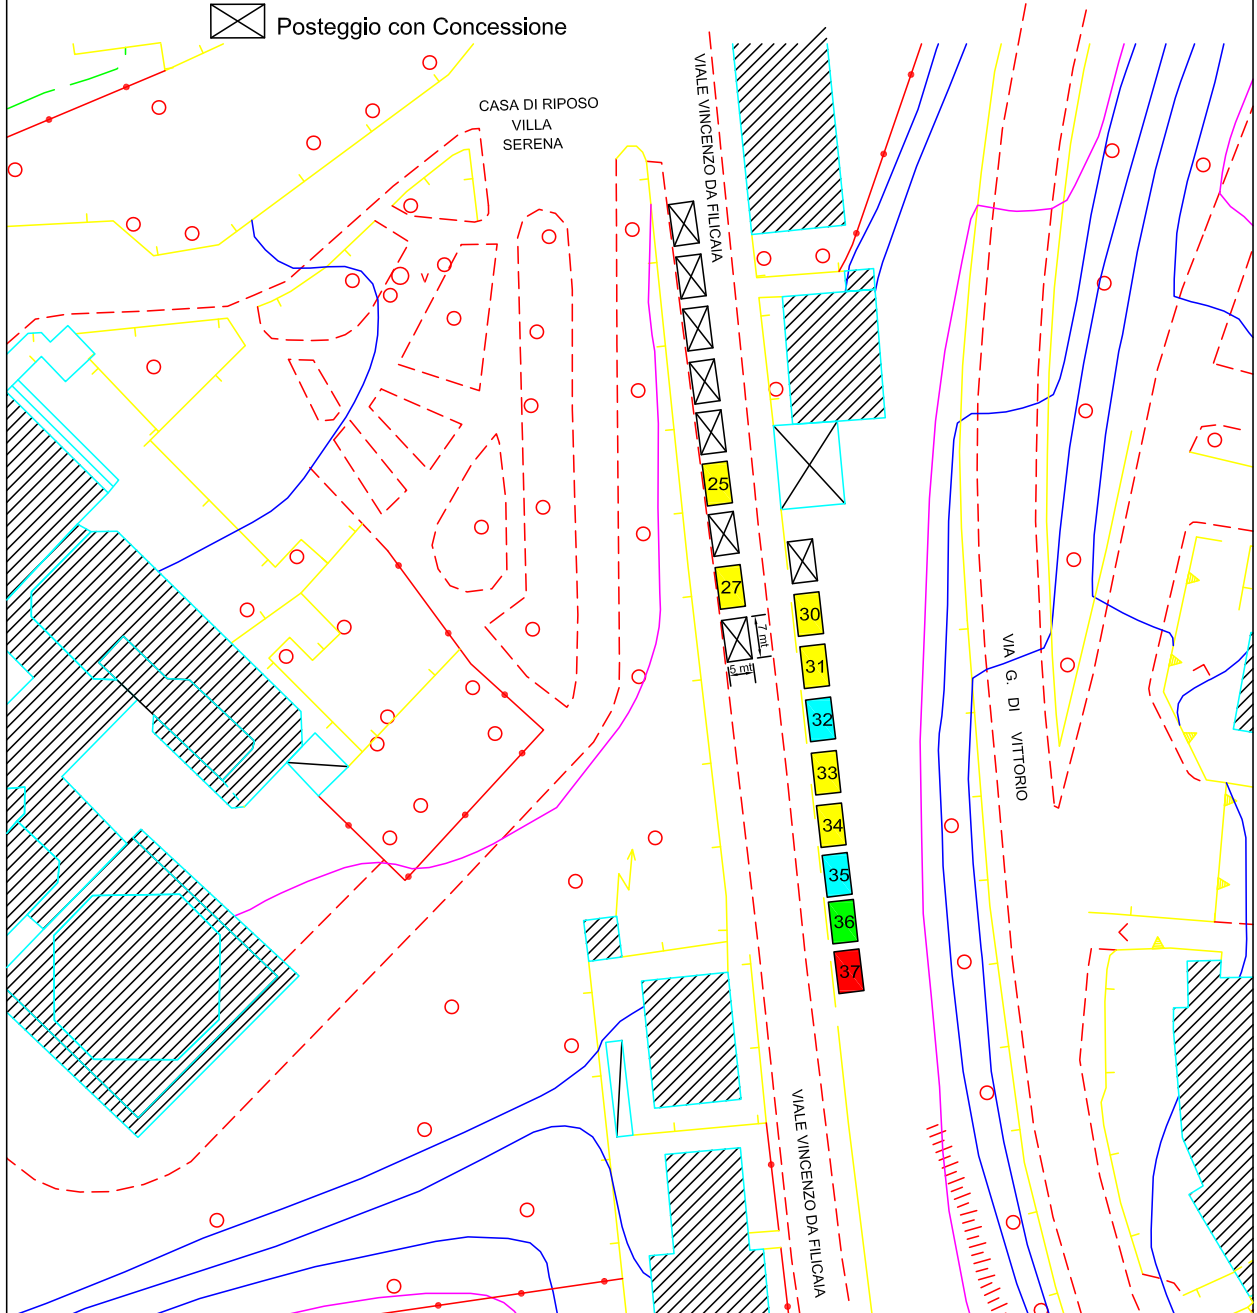 Posteggio con Concessione
CASA DI RIPOSO
VILLA
SERENA
VIALE VINCENZO DA FILICAIA
25
27
30
7 mt
31
5 mt
32
33
34
35
36
37
VIA G. DI VITTORIO
VIALE VINCENZO DA FILICAIA